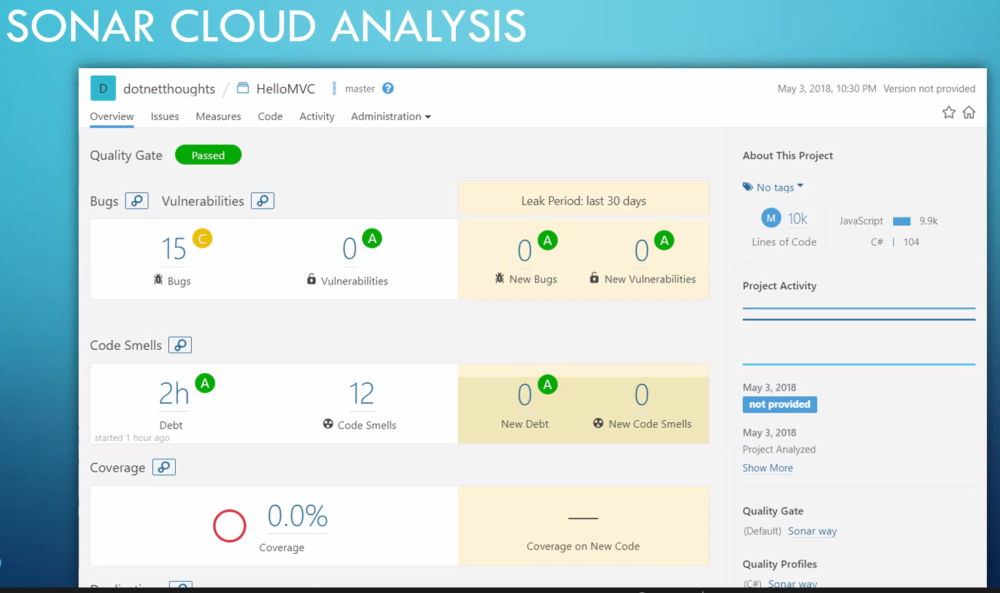 SONAR CLOUD ANALYSIS
D dotnetthoughts / HelloMVC master ?
May 3, 2018, 10:30 PM Version not provided
Overview Issues Measures Code Activity Administration
Quality Gate Passed
Bugs Vulnerabilities
Leak Period: last 30 days
15 C
Bugs
0 A
Vulnerabilities
0 A
New Bugs
0 A
New Vulnerabilities
Code Smells
2h A
Debt
started 1 hour ago
12
Code Smells
0 A
New Debt
0
New Code Smells
Coverage
0.0%
Coverage
—
Coverage on New Code
About This Project
No tags
M 10k
Lines of Code
JavaScript 9.9k
C# 104
Project Activity
May 3, 2018
not provided
May 3, 2018
Project Analyzed
Show More
Quality Gate
(Default) Sonar way
Quality Profiles
(C#) Sonar way